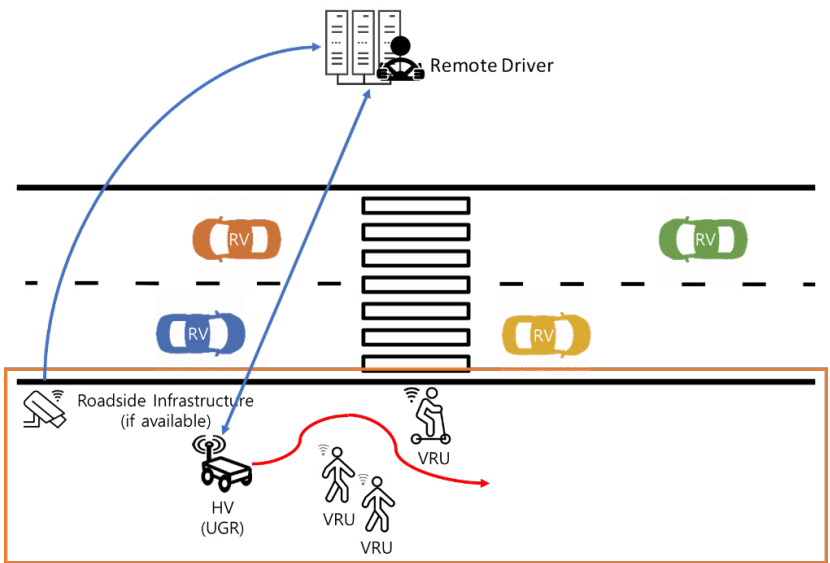 Remote Driver
RV
RV
RV
RV
Roadside Infrastructure
(if available)
VRU
HV
(UGR)
VRU
VRU